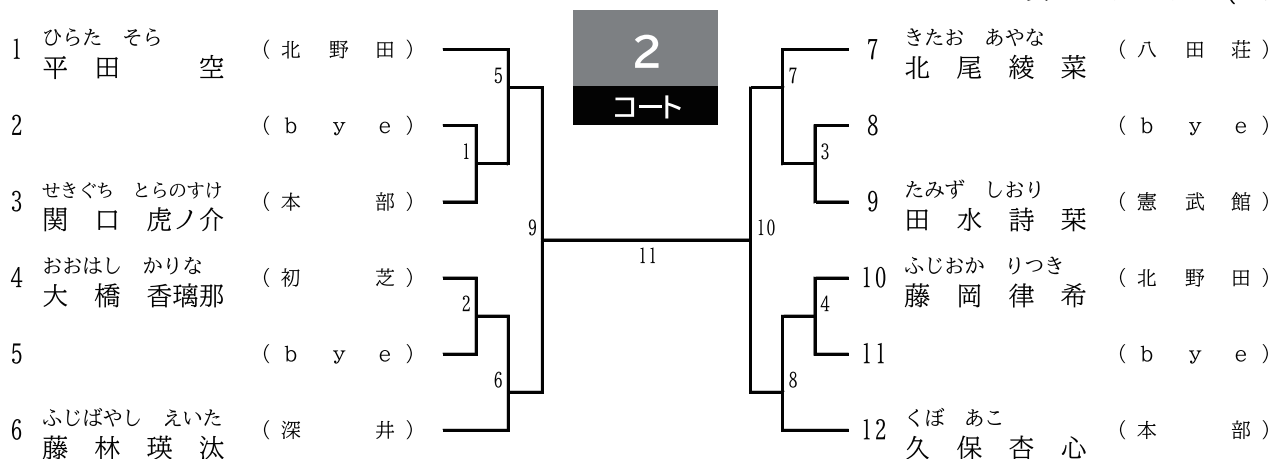 2
コート
1 ひらた そら
平田 空 (北野田)
2 (bye)
3 せきぐち とらのすけ
関口 虎ノ介 (本部)
4 おおはし かりな
大橋 香璃那 (初芝)
5 (bye)
6 ふじばやし えいた
藤林 瑛汰 (深井)
5
1
9
2
6
11
7
3
10
4
8
7 きたお あやな
北尾 綾菜 (八田荘)
8 (bye)
9 たみず しおり
田水 詩栞 (憲武館)
10 ふじおか りつき
藤岡 律希 (北野田)
11 (bye)
12 くぼ あこ
久保 杏心 (本部)